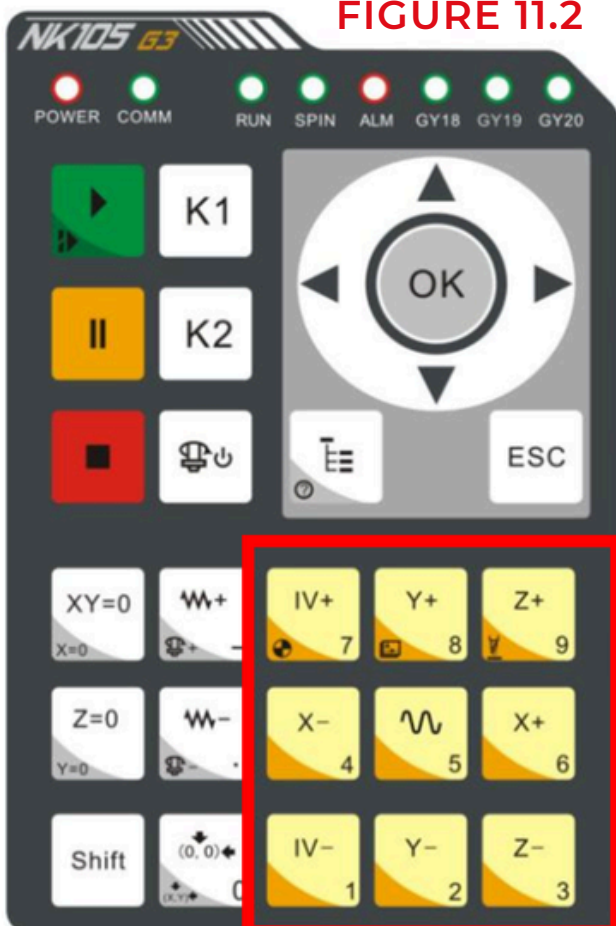 FIGURE 11.2
NK105 G3
POWER COMM RUN SPIN ALM GY18 GY19 GY20
K1
OK
K2
ESC
XY=0
X=0
+
+ -
IV+
7
Y+
8
Z+
9
Z=0
Y=0
-
- .
X-
4
5
X+
6
Shift
(0, 0)
(X,Y) 0
IV-
1
Y-
2
Z-
3